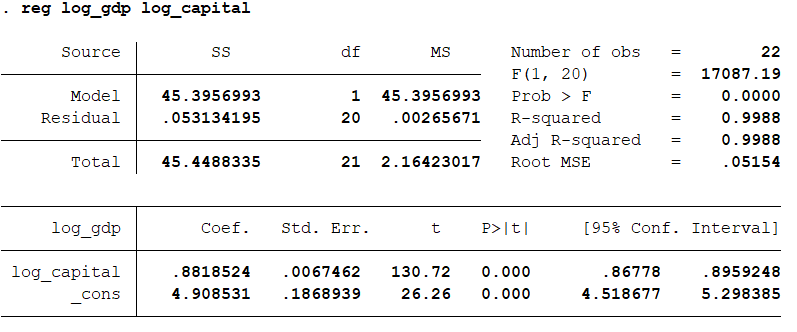 . reg log_gdp log_capital
Source SS df MS Number of obs = 22
F(1, 20) = 17087.19
Model 45.3956993 1 45.3956993 Prob > F = 0.0000
Residual .053134195 20 .00265671 R-squared = 0.9988
Adj R-squared = 0.9988
Total 45.4488335 21 2.16423017 Root MSE = .05154
log_gdp Coef. Std. Err. t P>|t| [95% Conf. Interval]
log_capital .8818524 .0067462 130.72 0.000 .86778 .8959248
_cons 4.908531 .1868939 26.26 0.000 4.518677 5.298385